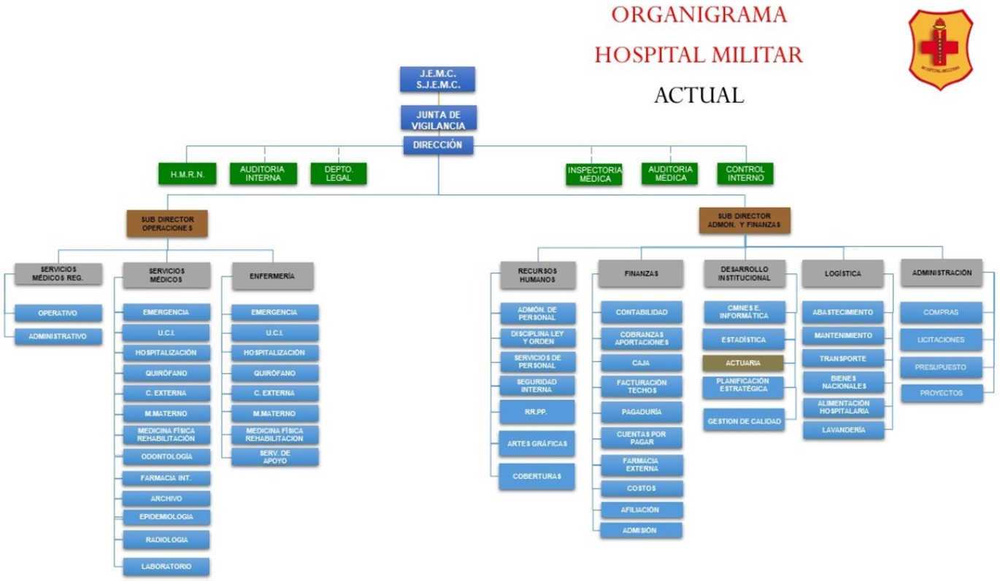 ORGANIGRAMA
HOSPITAL MILITAR
ACTUAL
HOSPITAL MILITAR
J.E.M.C.
S.J.E.M.C.
JUNTA DE
VIGILANCIA
DIRECCIÓN
H.M.R.N.
AUDITORIA
INTERNA
DEPTO.
LEGAL
INSPECTORIA
MÉDICA
AUDITORIA
MÉDICA
CONTROL
INTERNO
SUB DIRECTOR
OPERACIONES
SUB DIRECTOR
ADMON. Y FINANZAS
SERVICIOS
MÉDICOS REG.
OPERATIVO
ADMINISTRATIVO
SERVICIOS
MÉDICOS
EMERGENCIA
U.C.I.
HOSPITALIZACIÓN
QUIRÓFANO
C. EXTERNA
M.MATERNO
MEDICINA FÍSICA
REHABILITACIÓN
ODONTOLOGÍA
FARMACIA INT.
ARCHIVO
EPIDEMIOLOGIA
RADIOLOGIA
LABORATORIO
ENFERMERÍA
EMERGENCIA
U.C.I.
HOSPITALIZACIÓN
QUIRÓFANO
C. EXTERNA
M.MATERNO
MEDICINA FÍSICA
REHABILITACION
SERV. DE
APOYO
RECURSOS
HUMANOS
ADMÓN. DE
PERSONAL
DISCIPLINA LEY
Y ORDEN
SERVICIOS DE
PERSONAL
SEGURIDAD
INTERNA
RR.PP.
ARTES GRÁFICAS
COBERTURAS
FINANZAS
CONTABILIDAD
COBRANZAS
APORTACIONES
CAJA
FACTURACIÓN
TECHOS
PAGADURÍA
CUENTAS POR
PAGAR
FARMACIA
EXTERNA
COSTOS
AFILIACIÓN
ADMISIÓN
DESARROLLO
INSTITUCIONAL
CMNES E.
INFORMÁTICA
ESTADÍSTICA
ACTUARIA
PLANIFICACIÓN
ESTRATÉGICA
GESTION DE CALIDAD
LOGÍSTICA
ABASTECIMIENTO
MANTENIMIENTO
TRANSPORTE
BIENES
NACIONALES
ALIMENTACIÓN
HOSPITALARIA
LAVANDERÍA
ADMINISTRACIÓN
COMPRAS
LICITACIONES
PRESUPUESTO
PROYECTOS